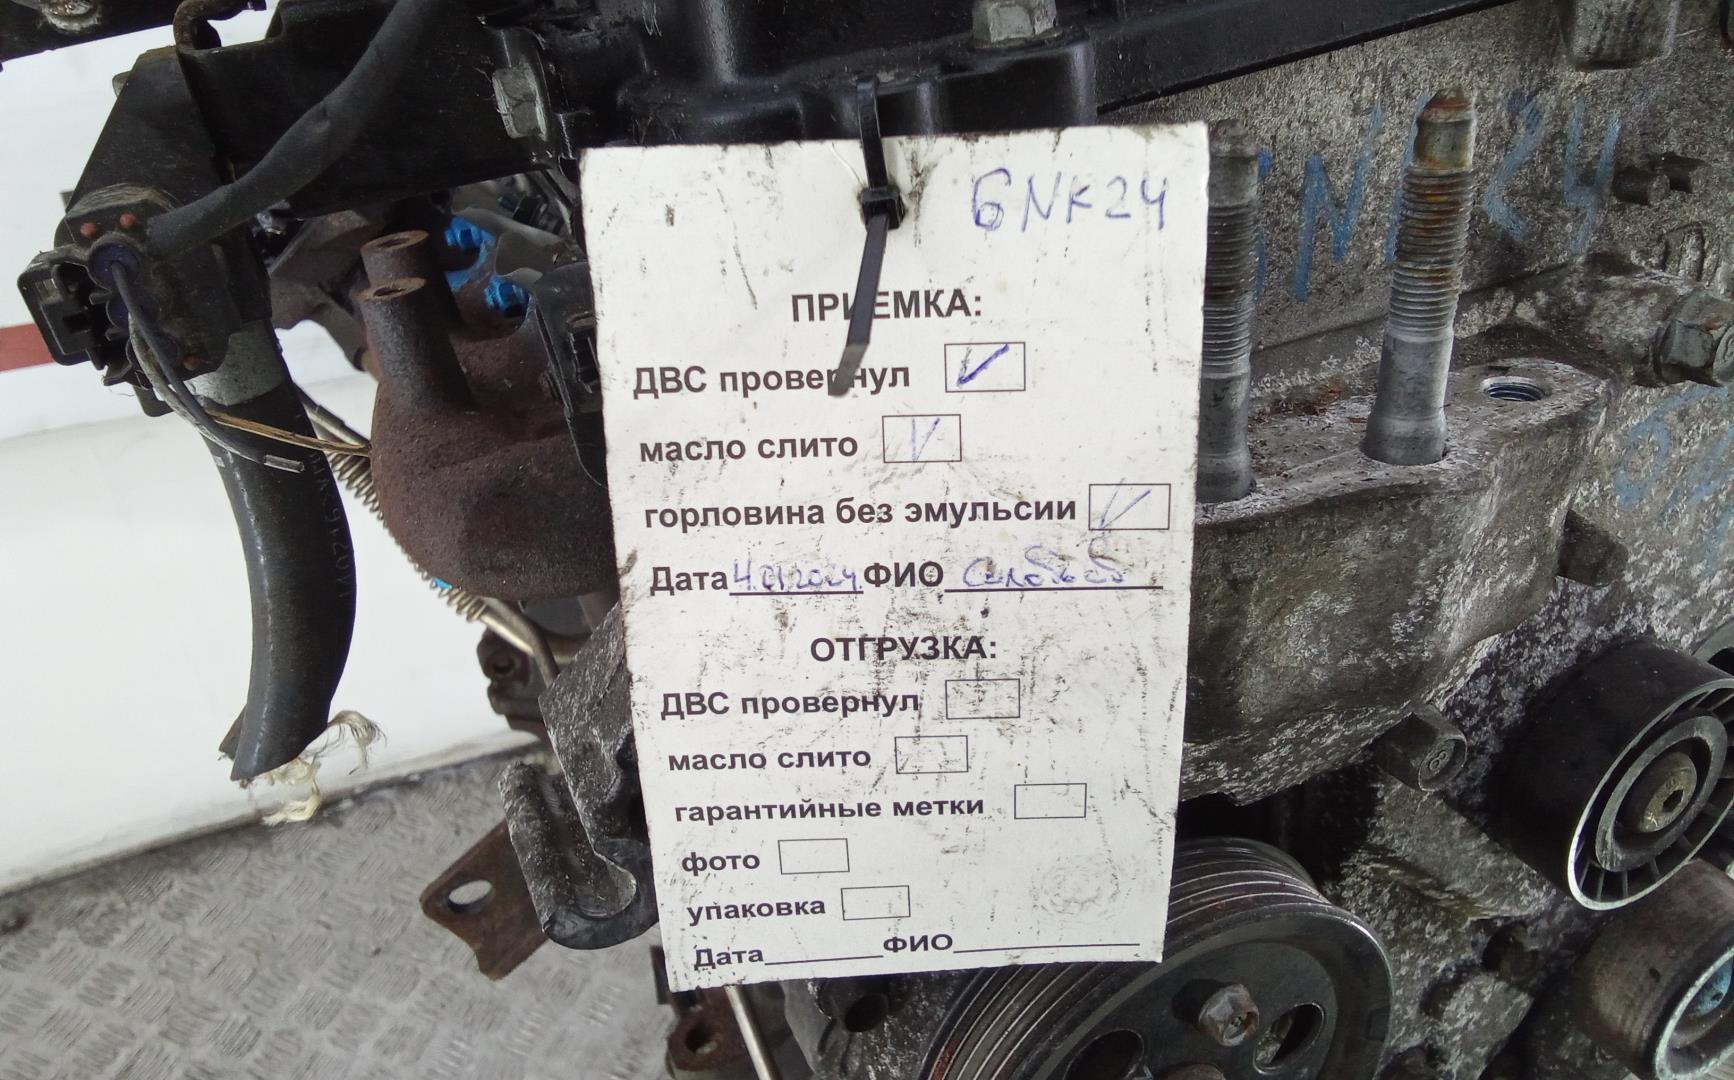 6NK24
ПРИЕМКА:
ДВС провернул
масло слито
горловина без эмульсии
Дата 4.01.2024 ФИО
ОТГРУЗКА:
ДВС провернул
масло слито
гарантийные метки
фото
упаковка
Дата ФИО
8